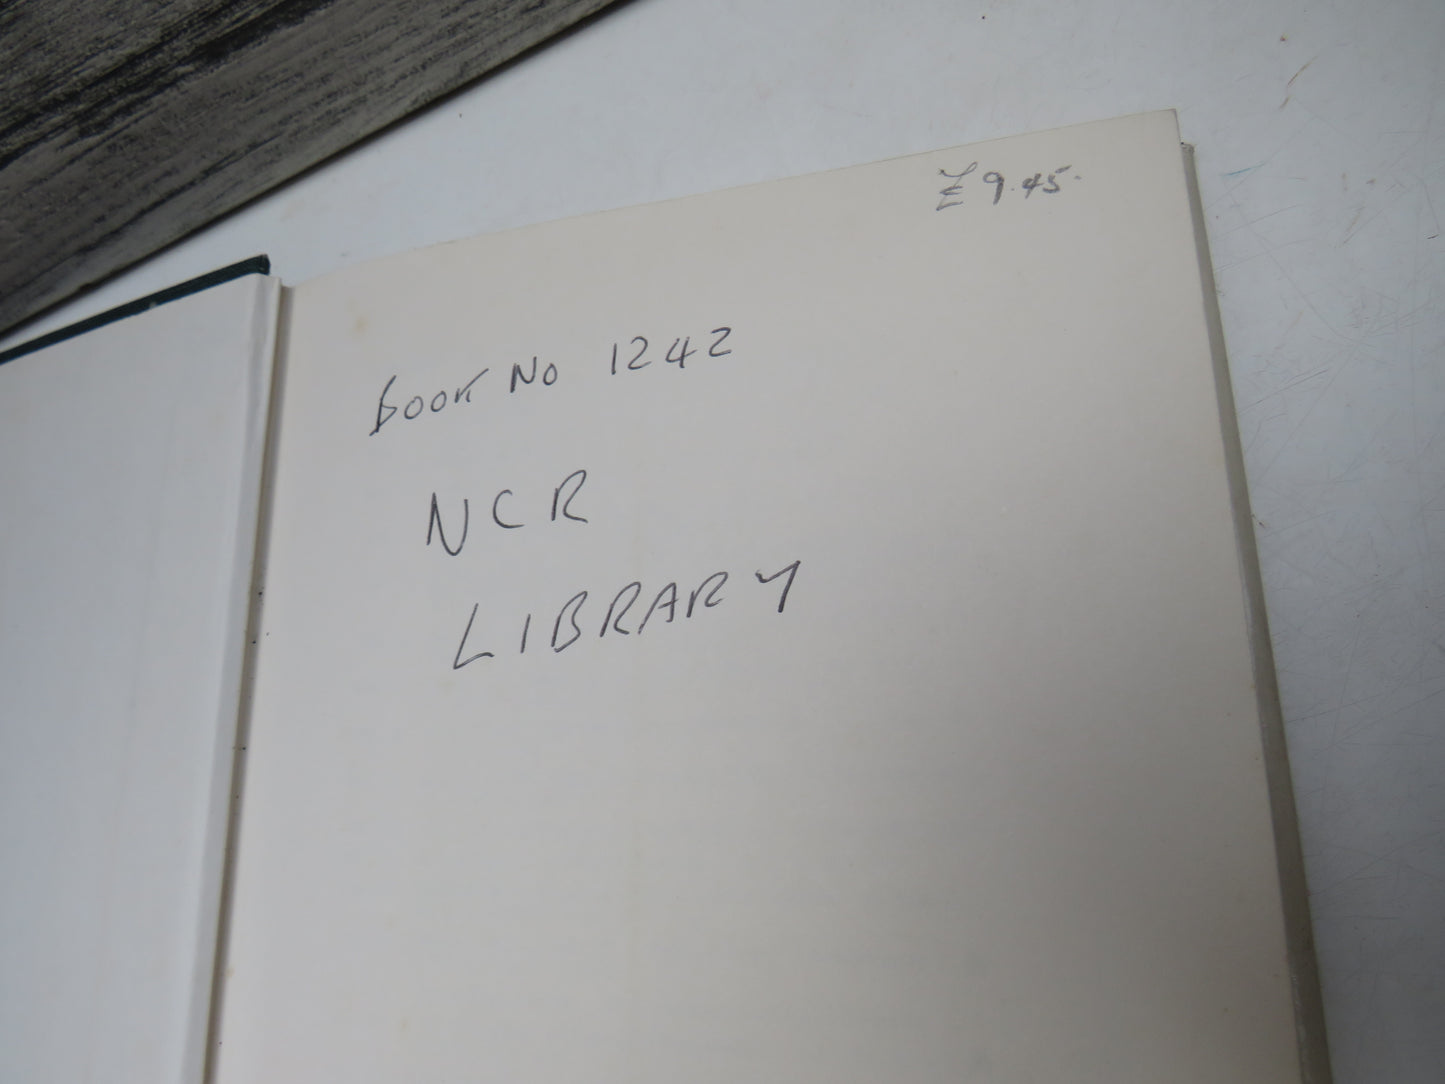 £9.45.
Book No 1242
NCR
LIBRARY